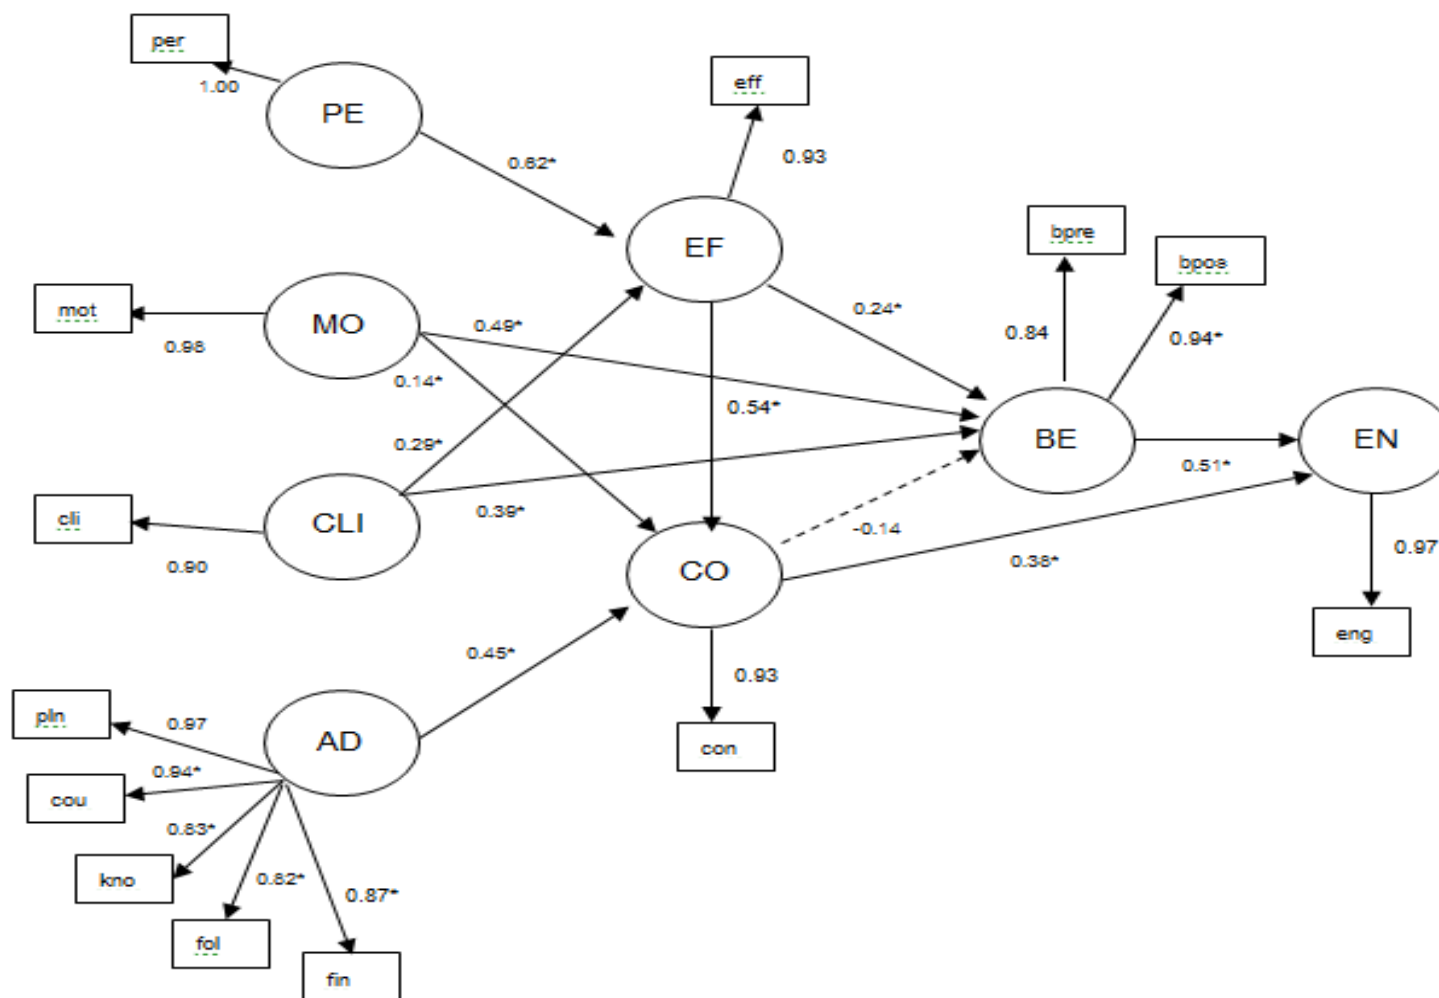 per
1.00
PE
eff
0.62*
0.93
EF
bpre
bpos
mot
0.98
MO
0.49*
0.24*
0.84
0.94*
0.14*
0.54*
BE
EN
0.29*
0.51*
cli
0.90
CLI
0.39*
-0.14
CO
0.38*
0.97
eng
0.45*
0.93
con
pln
0.97
AD
cou
0.94*
0.83*
kno
0.82*
0.87*
fol
fin